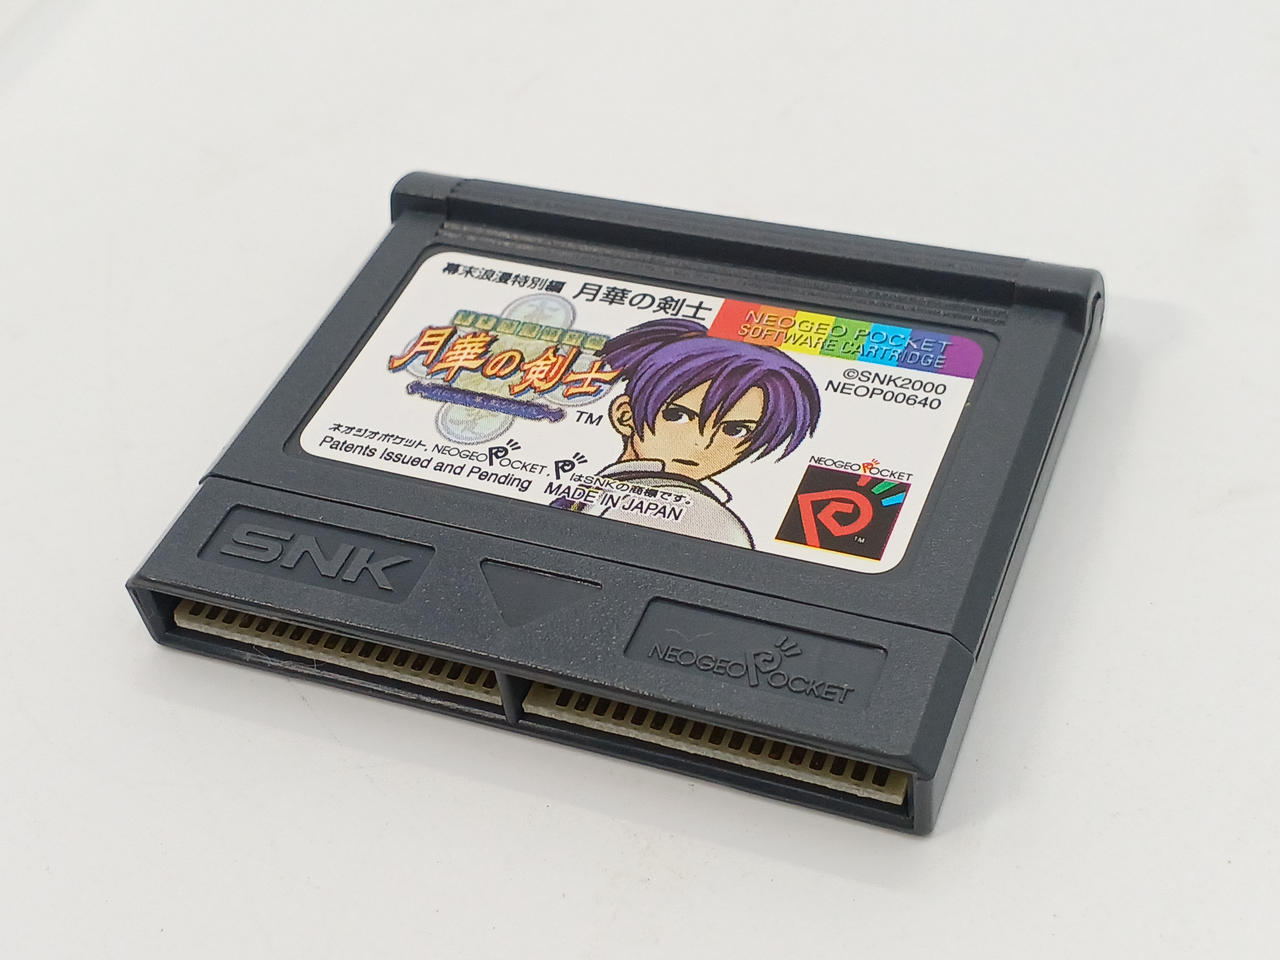 幕末浪漫特別編 月華の剣士
NEOGEO POCKET
SOFTWARE CARTRIDGE
月華の剣士
TM
©SNK2000
NEOP00640
ネオジオポケット, NEOGEO POCKET, P はSNKの商標です。
Patents Issued and Pending MADE IN JAPAN
NEOGEO POCKET
TM
SNK
NEOGEO POCKET